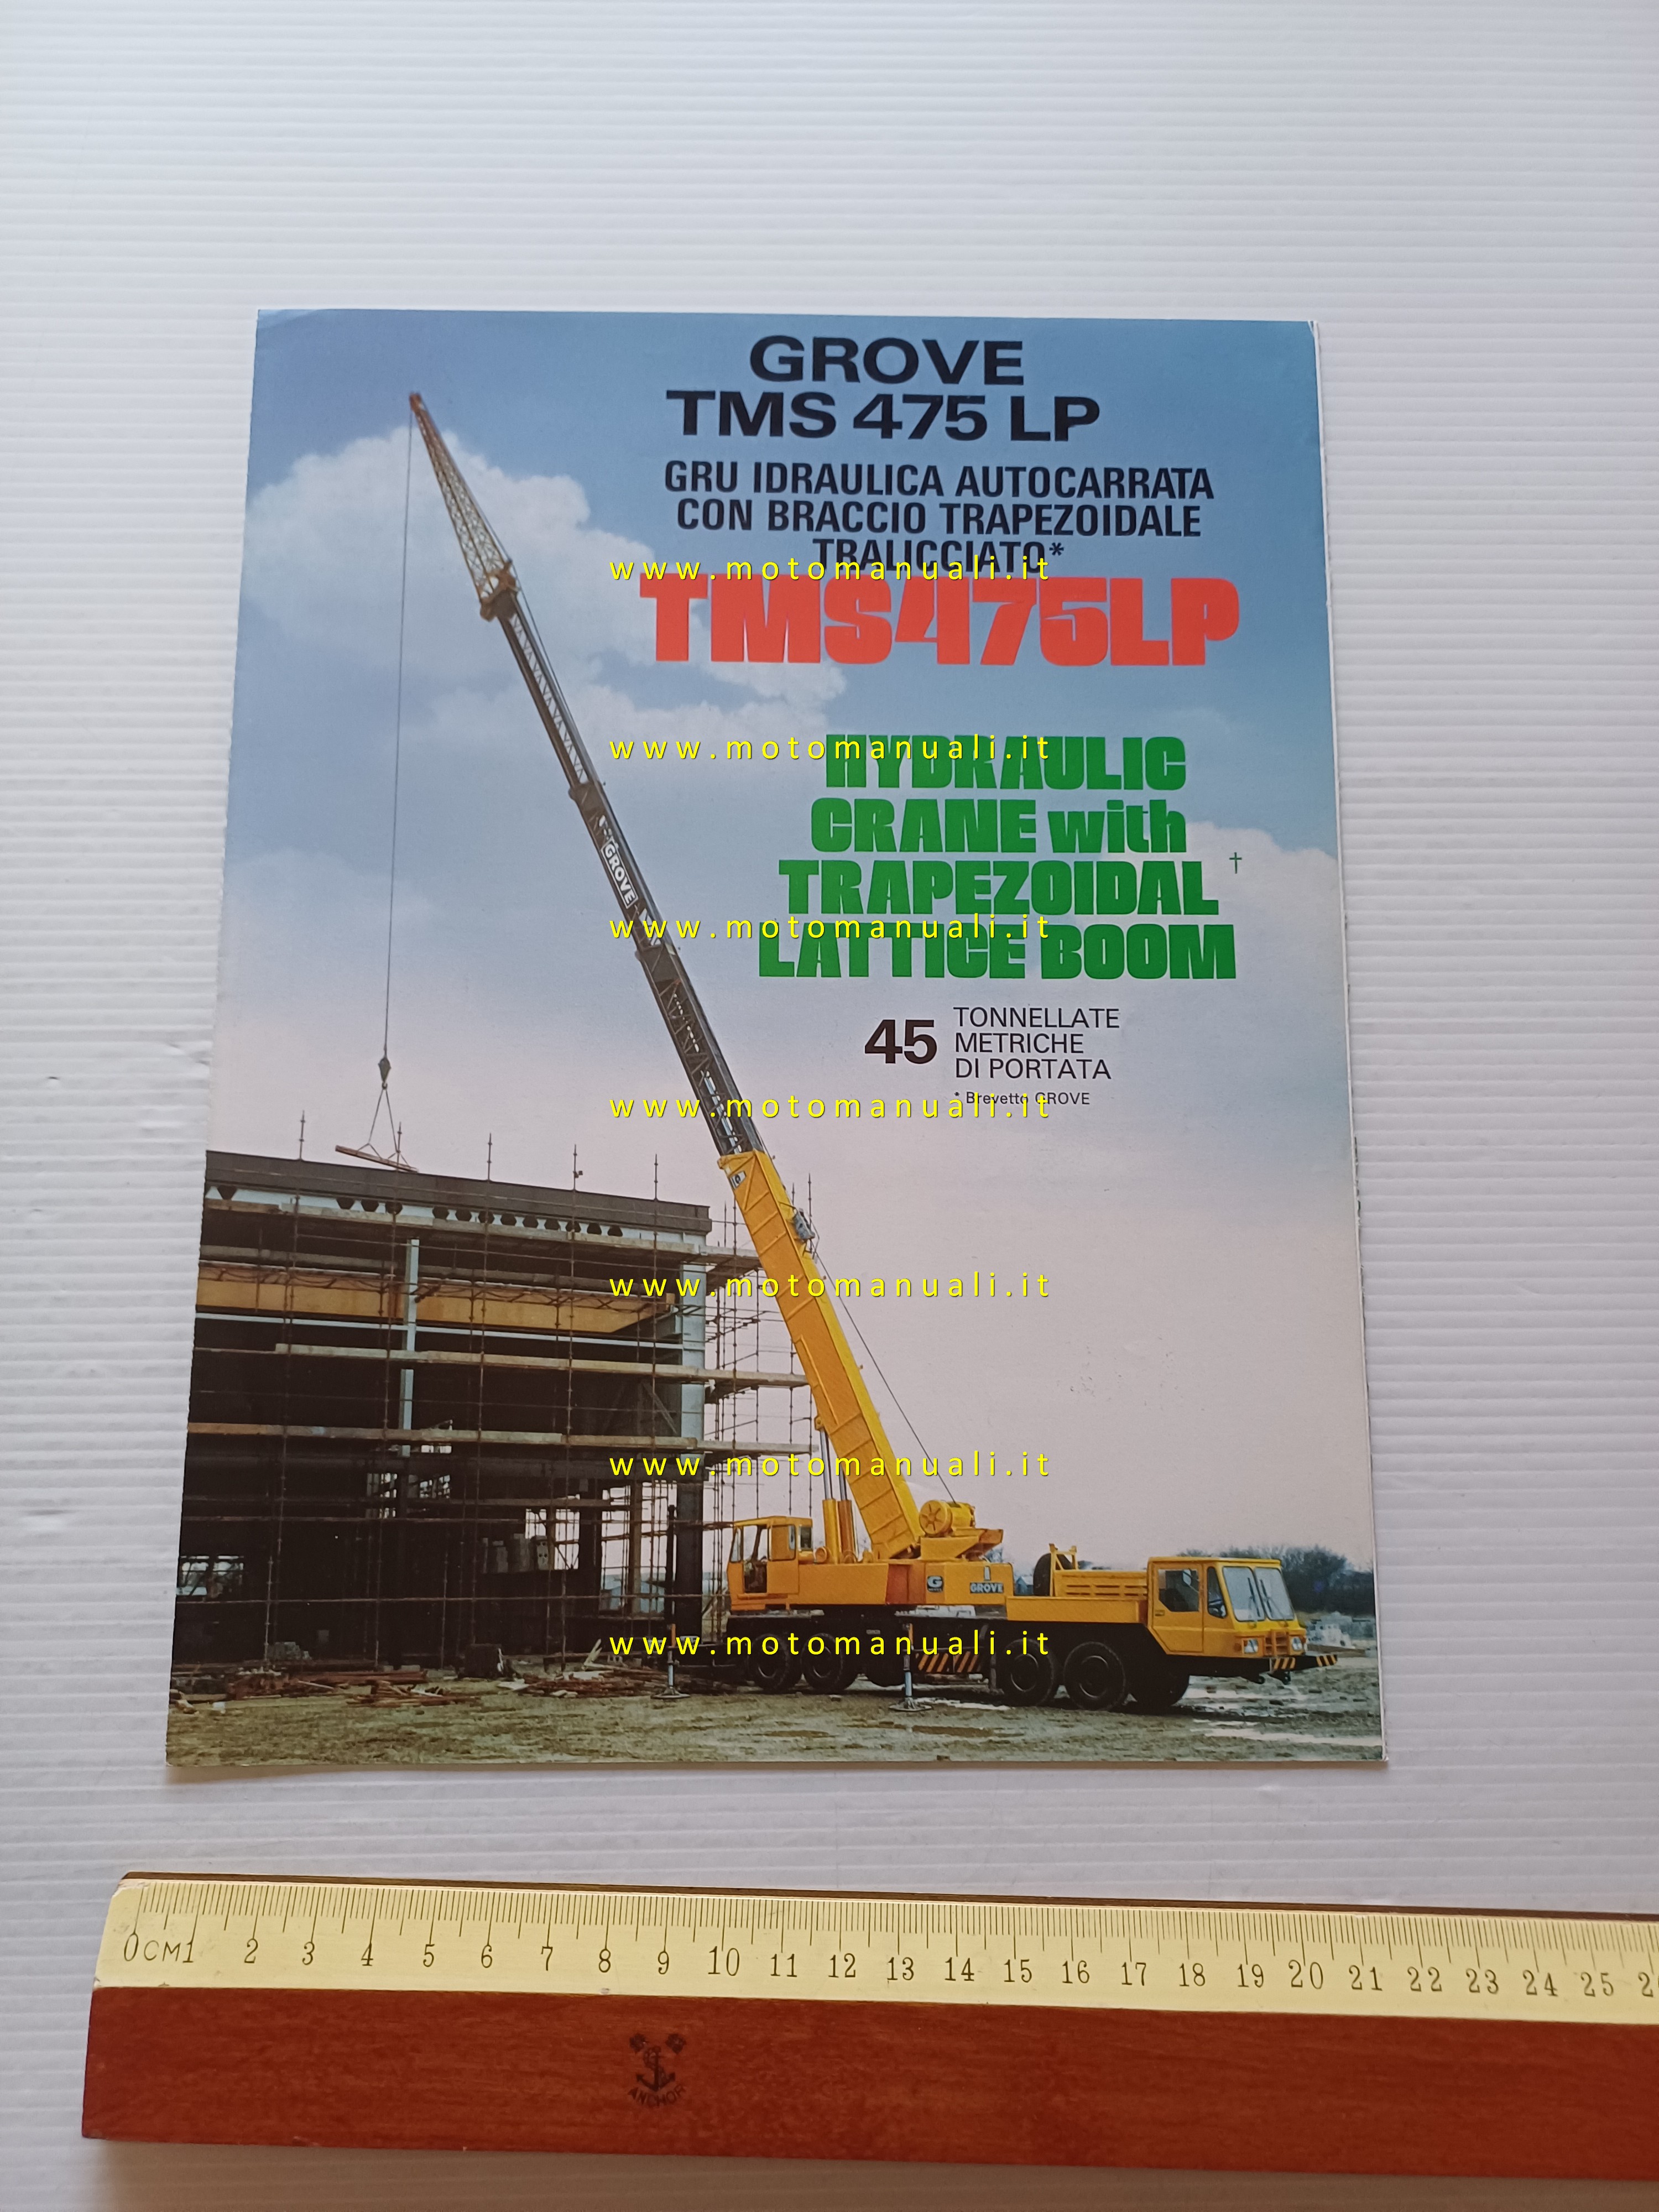 GROVE
TMS 475 LP
GRU IDRAULICA AUTOCARRATA
CON BRACCIO TRAPEZOIDALE
TRALICCIATO*
www.motomanuali.it
TMS475LP
www.motomanuali.it
HYDRAULIC
CRANE with
TRAPEZOIDAL †
www.motomanuali.it
LATTICE BOOM
GROVE
45 TONNELLATE
METRICHE
DI PORTATA
* Brevetto GROVE
www.motomanuali.it
www.motomanuali.it
www.motomanuali.it
G
GROVE
www.motomanuali.it
0CM1 2 3 4 5 6 7 8 9 10 11 12 13 14 15 16 17 18 19 20 21 22 23 24 25
ANCHOR